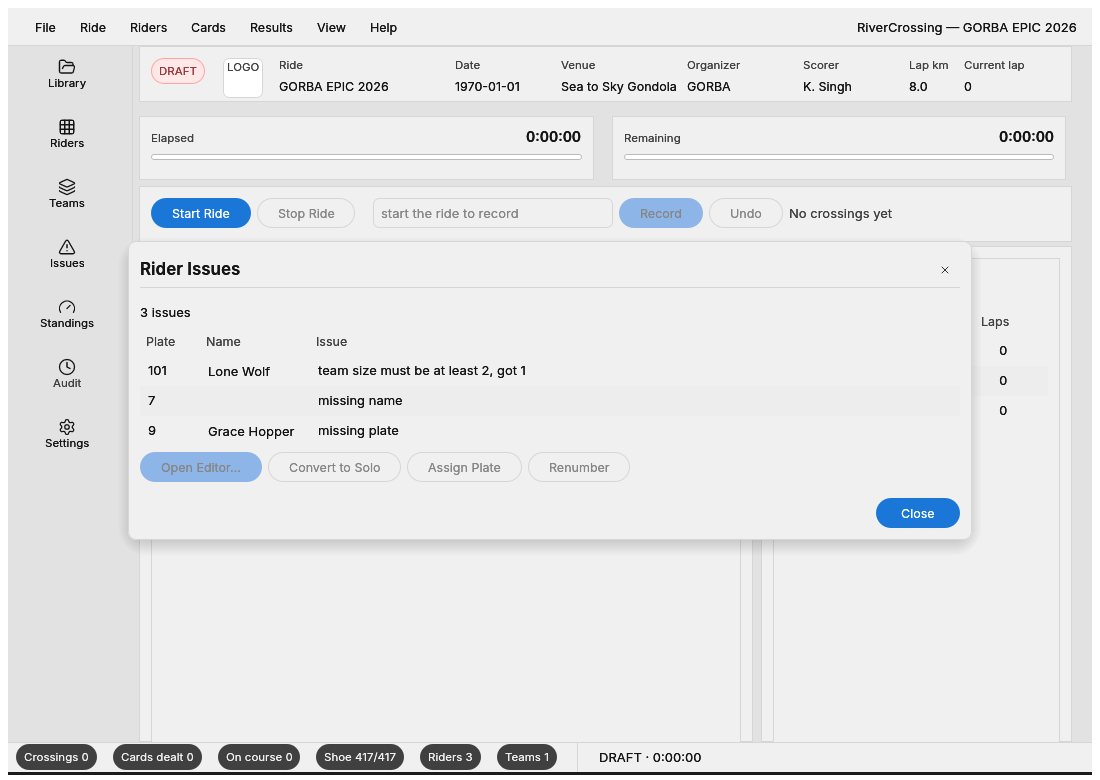 File Ride Riders Cards Results View Help RiverCrossing — GORBA EPIC 2026
Library
Riders
Teams
Issues
Standings
Audit
Settings
DRAFT
LOGO
Ride Date Venue Organizer Scorer Lap km Current lap
GORBA EPIC 2026 1970-01-01 Sea to Sky Gondola GORBA K. Singh 8.0 0
Elapsed 0:00:00
Remaining 0:00:00
Start Ride Stop Ride start the ride to record Record Undo No crossings yet
Rider Issues ×
3 issues
Plate Name Issue
101 Lone Wolf team size must be at least 2, got 1
7 missing name
9 Grace Hopper missing plate
Open Editor... Convert to Solo Assign Plate Renumber
Close
Laps
0
0
0
Crossings 0 Cards dealt 0 On course 0 Shoe 417/417 Riders 3 Teams 1 DRAFT · 0:00:00